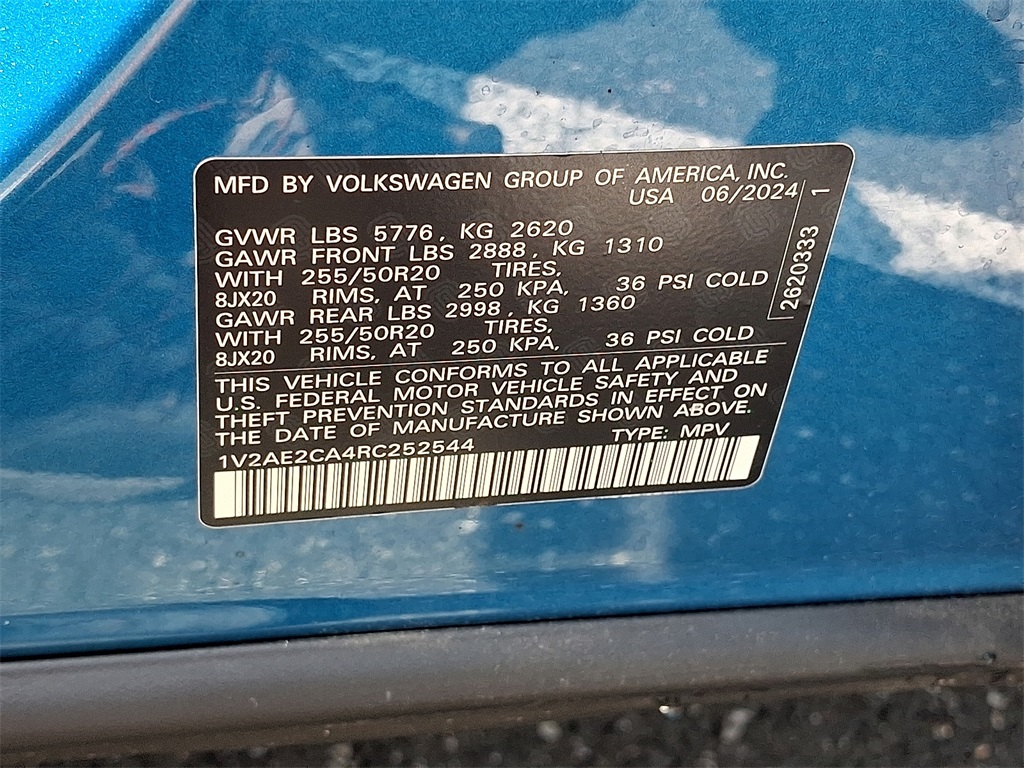 MFD BY VOLKSWAGEN GROUP OF AMERICA, INC.
USA 06/2024
GVWR LBS 5776, KG 2620
GAWR FRONT LBS 2888, KG 1310
WITH 255/50R20 TIRES,
8JX20 RIMS, AT 250 KPA, 36 PSI COLD
GAWR REAR LBS 2998, KG 1360
WITH 255/50R20 TIRES,
8JX20 RIMS, AT 250 KPA, 36 PSI COLD
THIS VEHICLE CONFORMS TO ALL APPLICABLE
U.S. FEDERAL MOTOR VEHICLE SAFETY AND
THEFT PREVENTION STANDARDS IN EFFECT ON
THE DATE OF MANUFACTURE SHOWN ABOVE.
1V2AE2CA4RC252544 TYPE: MPV
2620333 1